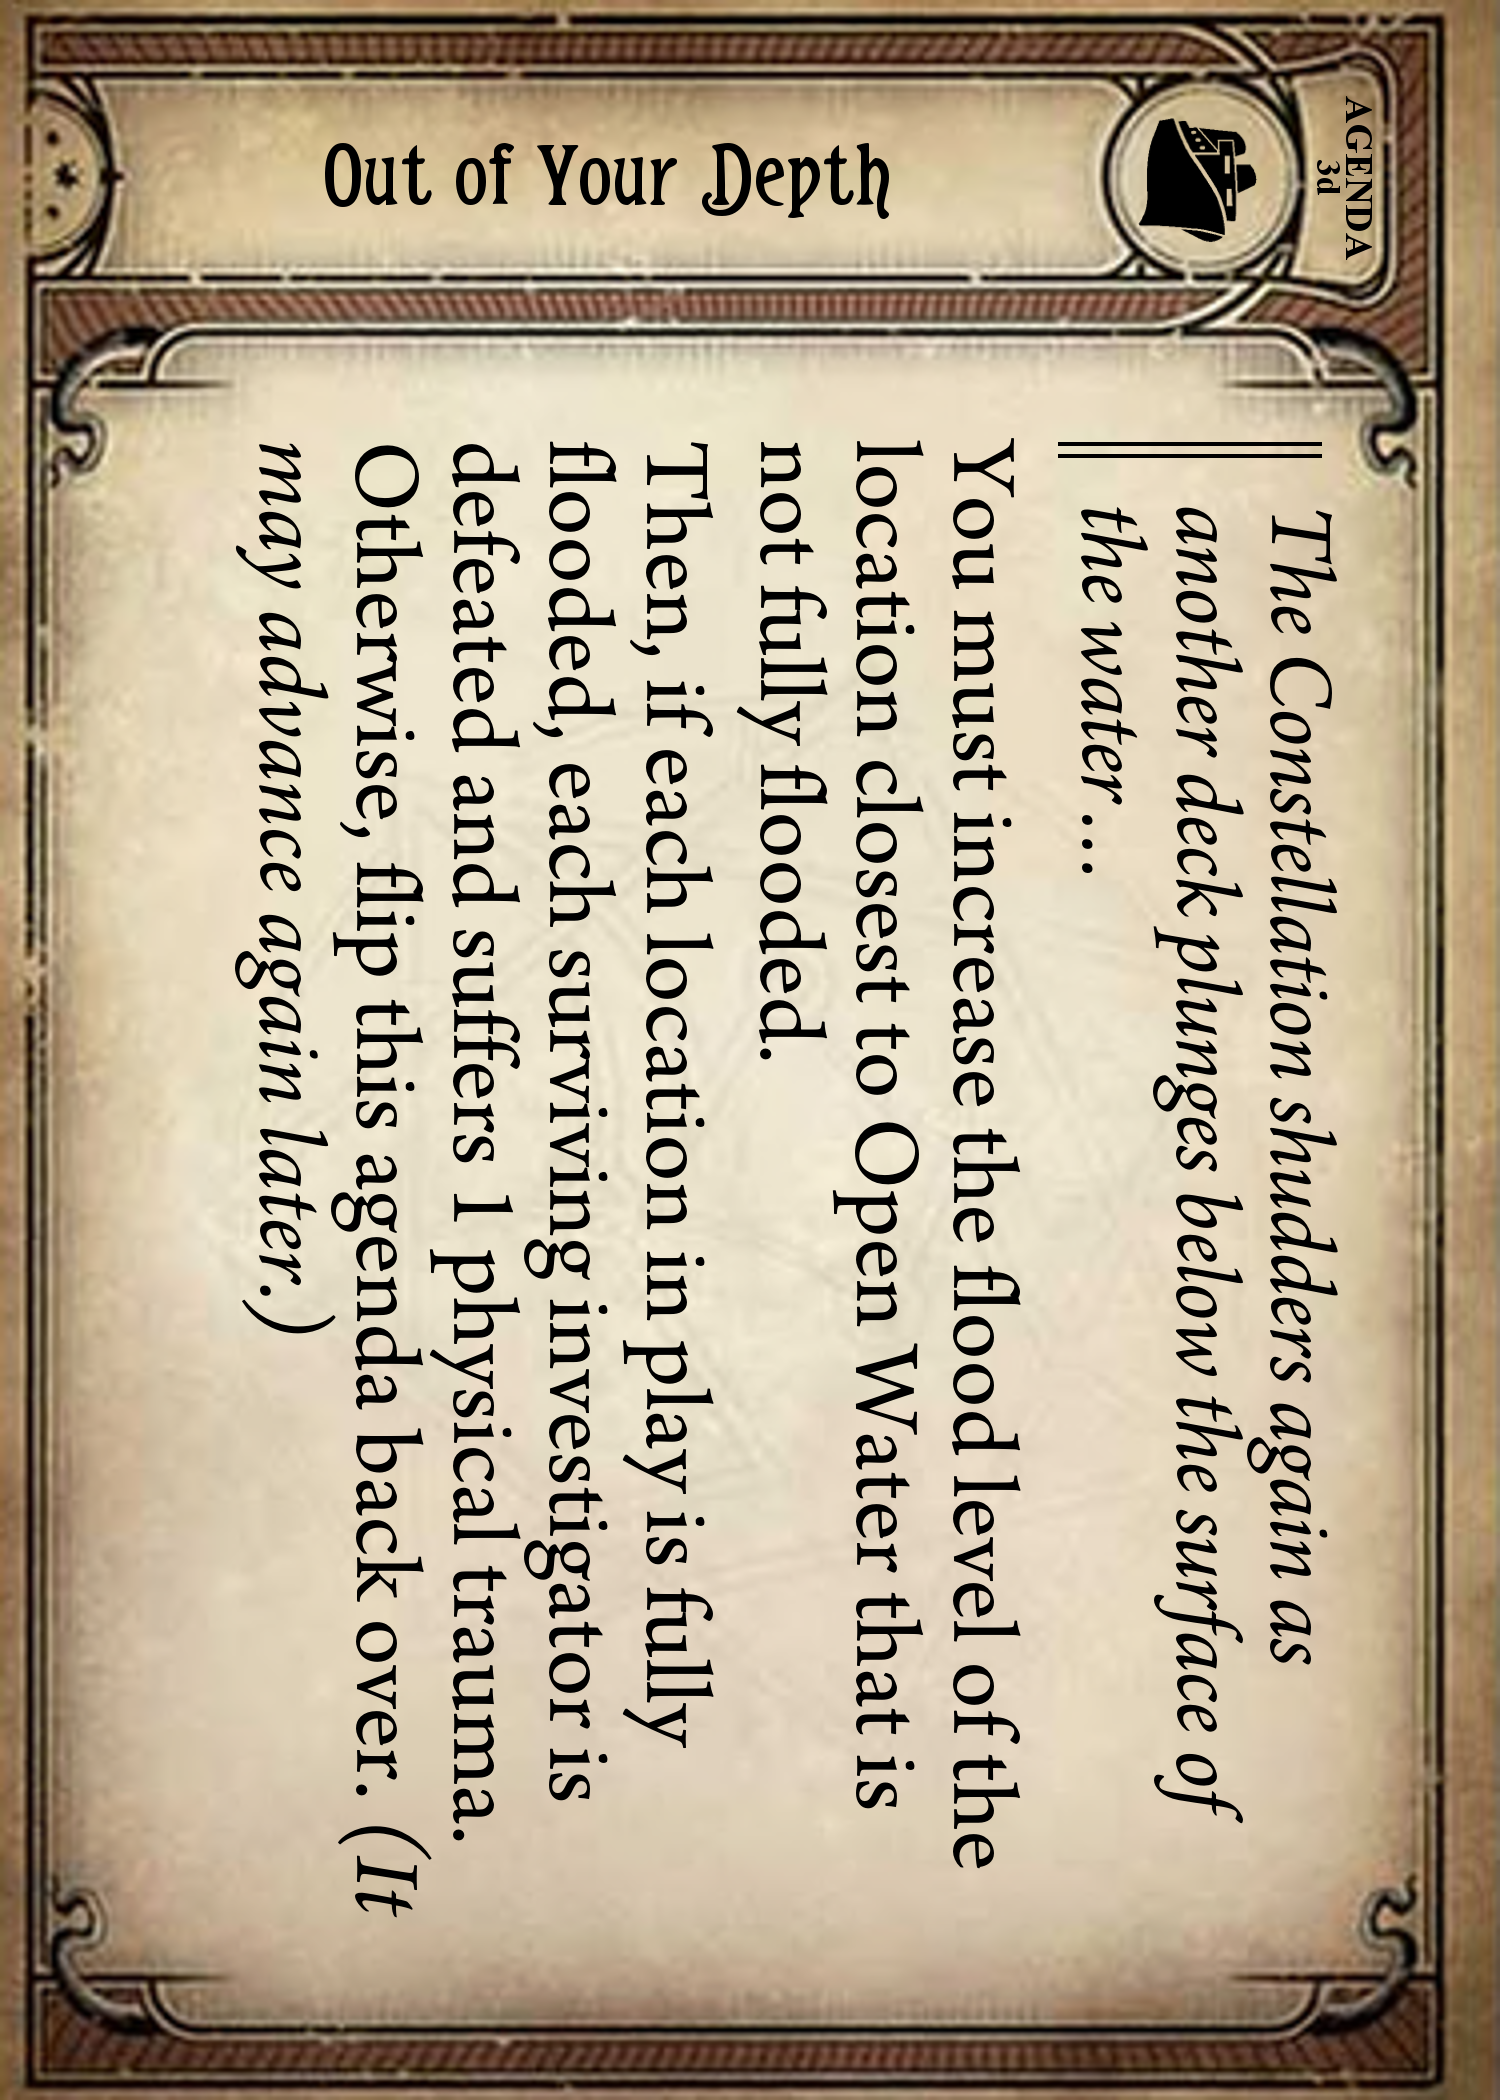 AGENDA
3d
Out of Your Depth
The Constellation shudders again as
another deck plunges below the surface of
the water ...
You must increase the flood level of the
location closest to Open Water that is
not fully flooded.
Then, if each location in play is fully
flooded, each surviving investigator is
defeated and suffers 1 physical trauma.
Otherwise, flip this agenda back over. (It
may advance again later.)